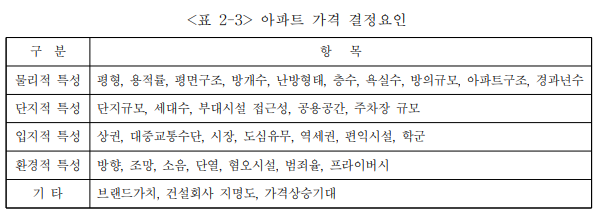 <표 2-3> 아파트 가격 결정요인
구 분 항 목
물리적 특성 평형, 용적률, 평면구조, 방개수, 난방형태, 층수, 욕실수, 방의규모, 아파트구조, 경과년수
단지적 특성 단지규모, 세대수, 부대시설 접근성, 공용공간, 주차장 규모
입지적 특성 상권, 대중교통수단, 시장, 도심유무, 역세권, 편익시설, 학군
환경적 특성 방향, 조망, 소음, 단열, 혐오시설, 범죄율, 프라이버시
기 타 브랜드가치, 건설회사 지명도, 가격상승기대